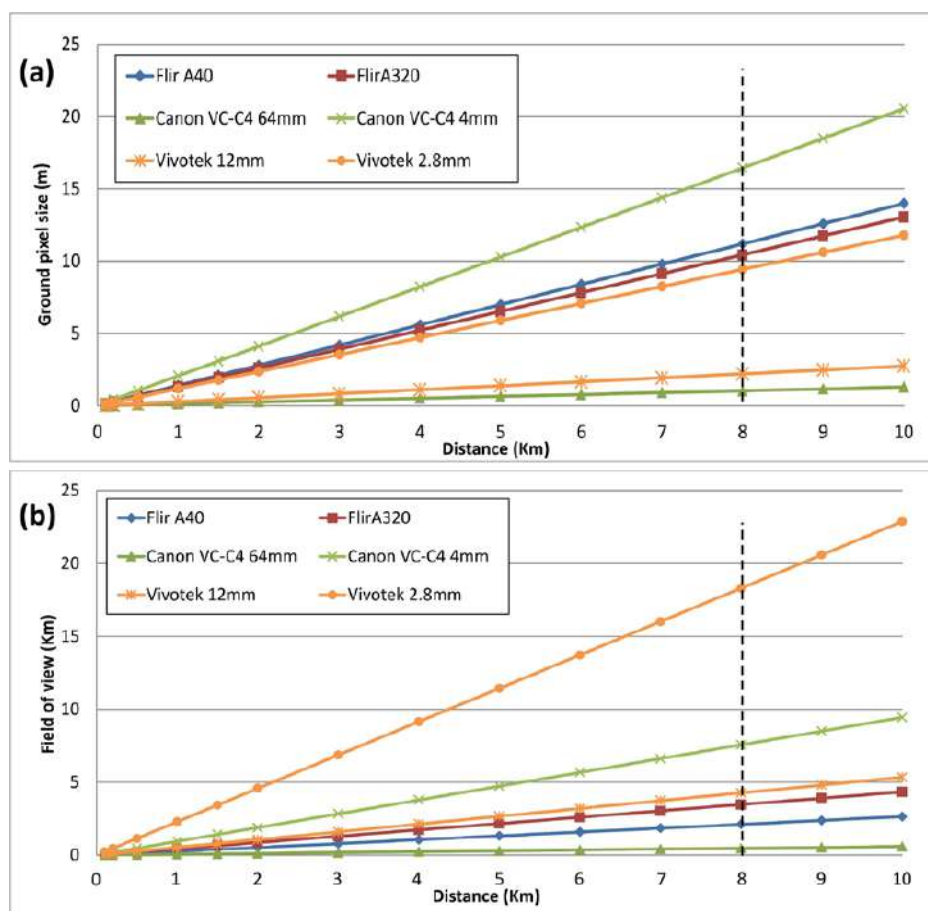 (a)
25
20
15
10
5
0
Ground pixel size (m)
Flir A40 FlirA320
Canon VC-C4 64mm Canon VC-C4 4mm
Vivotek 12mm Vivotek 2.8mm
0 1 2 3 4 5 6 7 8 9 10
Distance (Km)
(b)
25
20
15
10
5
0
Field of view (Km)
Flir A40 FlirA320
Canon VC-C4 64mm Canon VC-C4 4mm
Vivotek 12mm Vivotek 2.8mm
0 1 2 3 4 5 6 7 8 9 10
Distance (Km)